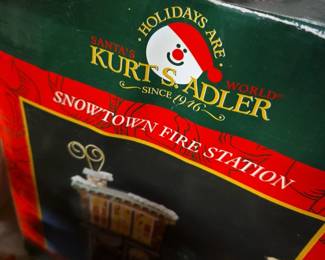 · HOLIDAYS ARE ·
SANTA'S WORLD
KURT S. ADLER
SINCE 1946
SNOWTOWN FIRE STATION